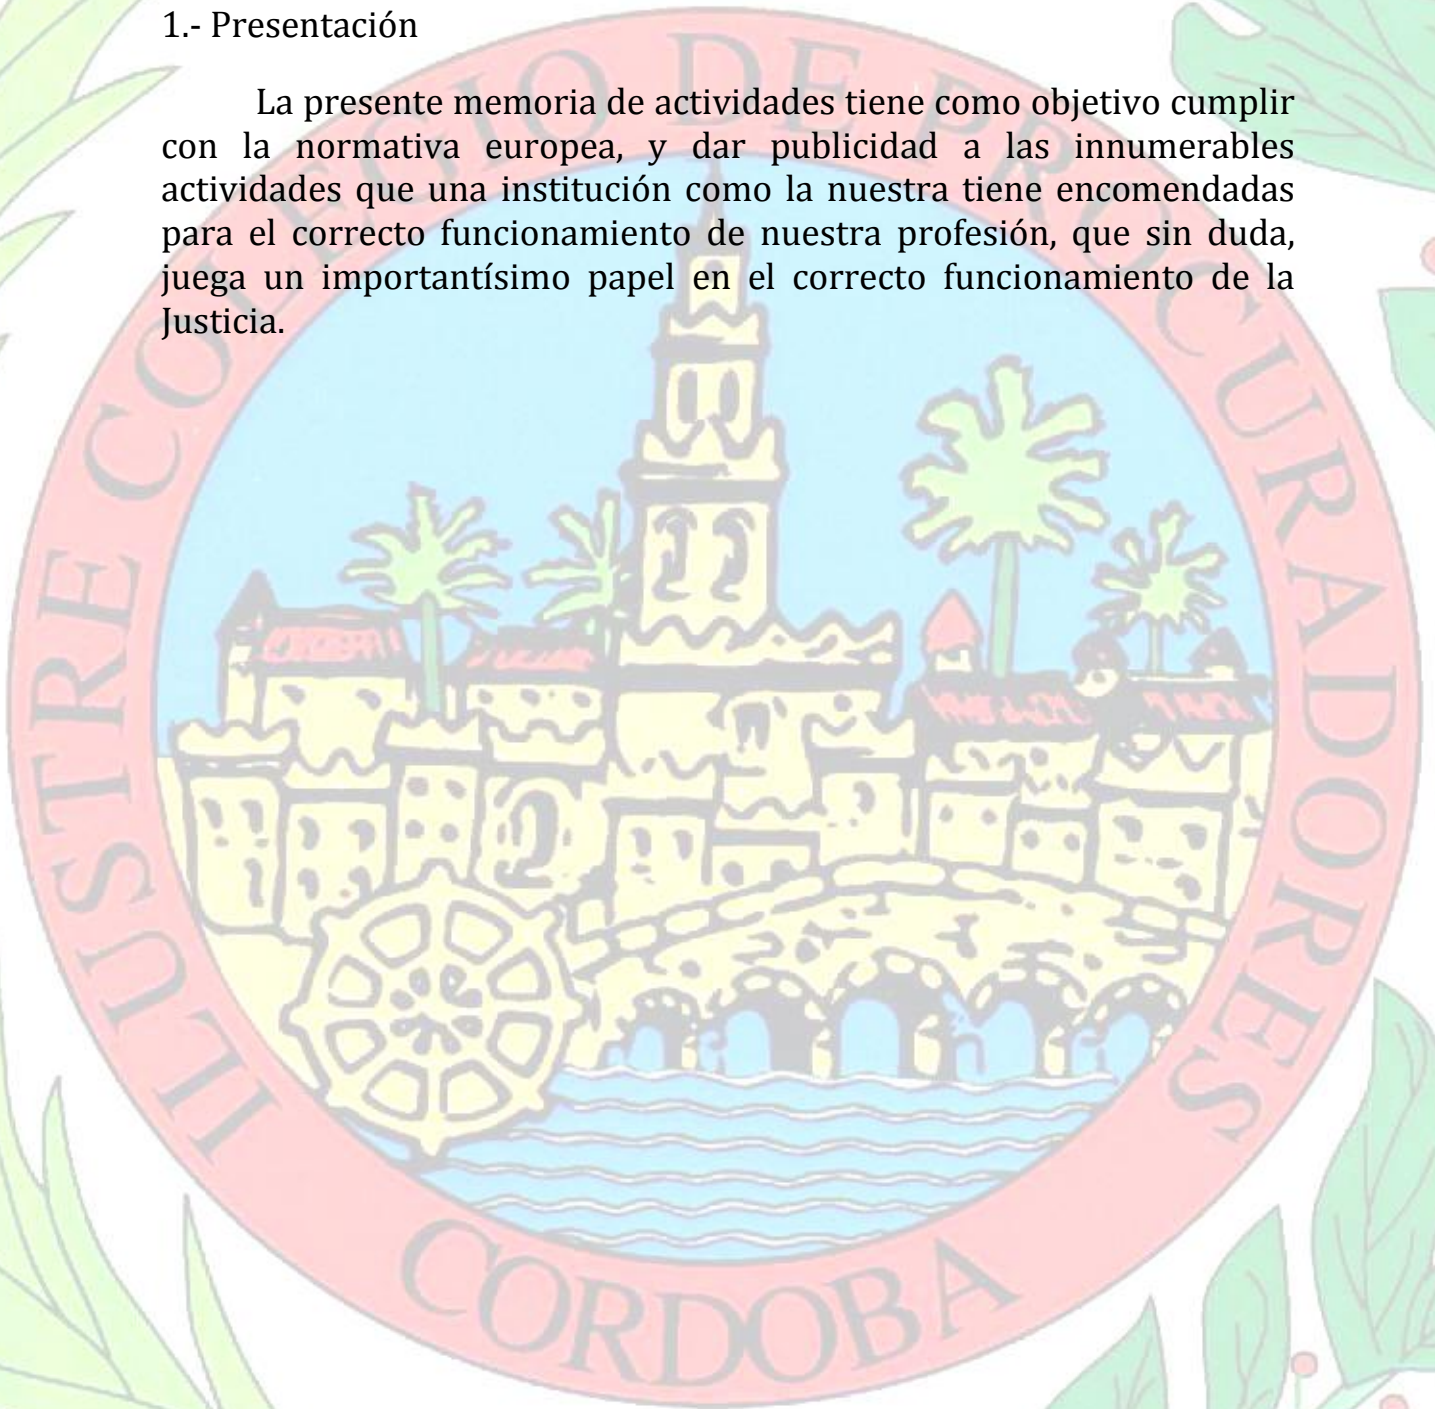 1.- Presentación
La presente memoria de actividades tiene como objetivo cumplir
con la normativa europea, y dar publicidad a las innumerables
actividades que una institución como la nuestra tiene encomendadas
para el correcto funcionamiento de nuestra profesión, que sin duda,
juega un importantísimo papel en el correcto funcionamiento de la
Justicia.
ILUSTRE COLEGIO DE PROCURADORES
CORDOBA